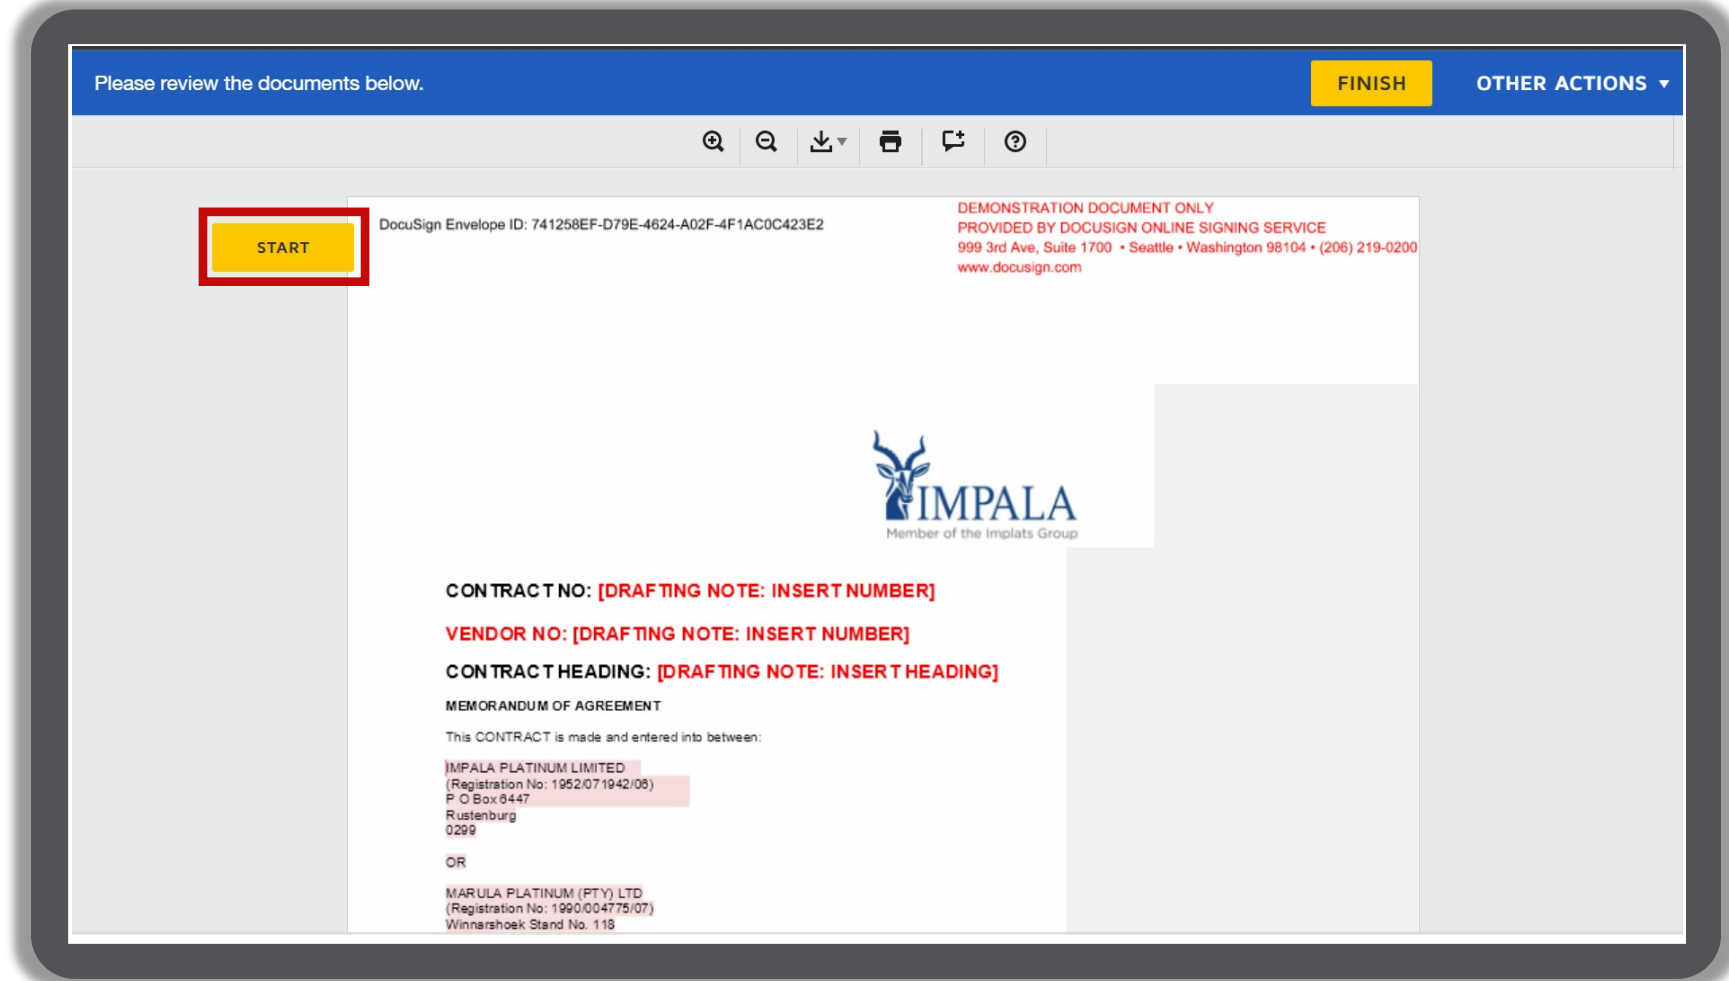 Please review the documents below.
FINISH
OTHER ACTIONS
START
DocuSign Envelope ID: 741258EF-D79E-4624-A02F-4F1AC0C423E2
DEMONSTRATION DOCUMENT ONLY
PROVIDED BY DOCUSIGN ONLINE SIGNING SERVICE
999 3rd Ave, Suite 1700 • Seattle • Washington 98104 • (206) 219-0200
www.docusign.com
IMPALA
Member of the Implats Group
CONTRACT NO: [DRAFTING NOTE: INSERT NUMBER]
VENDOR NO: [DRAFTING NOTE: INSERT NUMBER]
CONTRACT HEADING: [DRAFTING NOTE: INSERT HEADING]
MEMORANDUM OF AGREEMENT
This CONTRACT is made and entered into between:
IMPALA PLATINUM LIMITED
(Registration No: 1952/071942/06)
P O Box 6447
Rustenburg
0299
OR
MARULA PLATINUM (PTY) LTD
(Registration No: 1990/004775/07)
Winnarshoek Stand No. 118